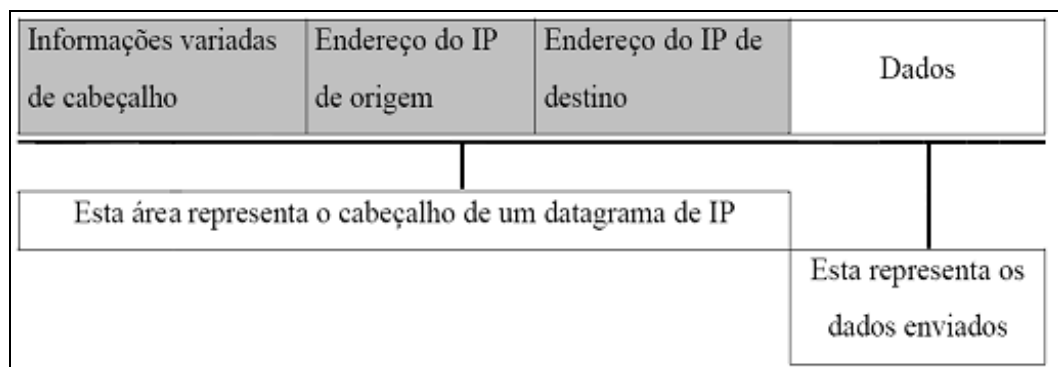 Informações variadas
de cabeçalho
Endereço do IP
de origem
Endereço do IP de
destino
Dados
Esta área representa o cabeçalho de um datagrama de IP
Esta representa os
dados enviados